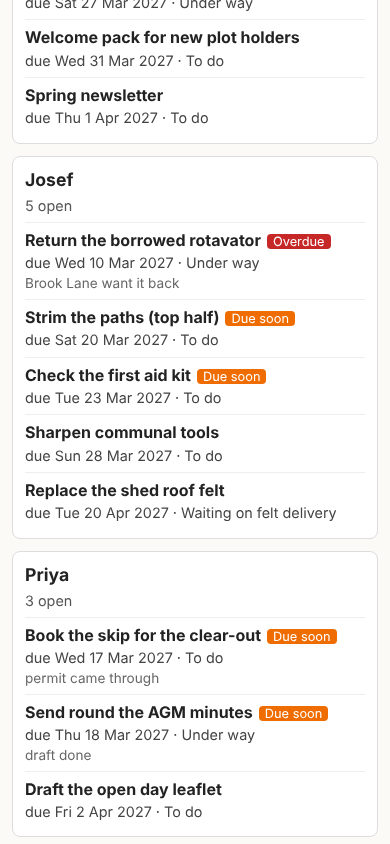 due Sat 27 Mar 2027 · Under way
Welcome pack for new plot holders
due Wed 31 Mar 2027 · To do
Spring newsletter
due Thu 1 Apr 2027 · To do
Josef
5 open
Return the borrowed rotavator Overdue
due Wed 10 Mar 2027 · Under way
Brook Lane want it back
Strim the paths (top half) Due soon
due Sat 20 Mar 2027 · To do
Check the first aid kit Due soon
due Tue 23 Mar 2027 · To do
Sharpen communal tools
due Sun 28 Mar 2027 · To do
Replace the shed roof felt
due Tue 20 Apr 2027 · Waiting on felt delivery
Priya
3 open
Book the skip for the clear-out Due soon
due Wed 17 Mar 2027 · To do
permit came through
Send round the AGM minutes Due soon
due Thu 18 Mar 2027 · Under way
draft done
Draft the open day leaflet
due Fri 2 Apr 2027 · To do